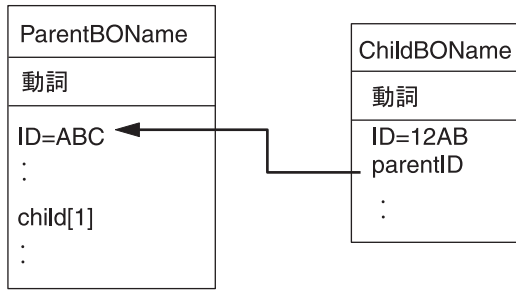 ParentBOName
動詞
ID=ABC
:
child[1]
:
ChildBOName
動詞
ID=12AB
parentID
: